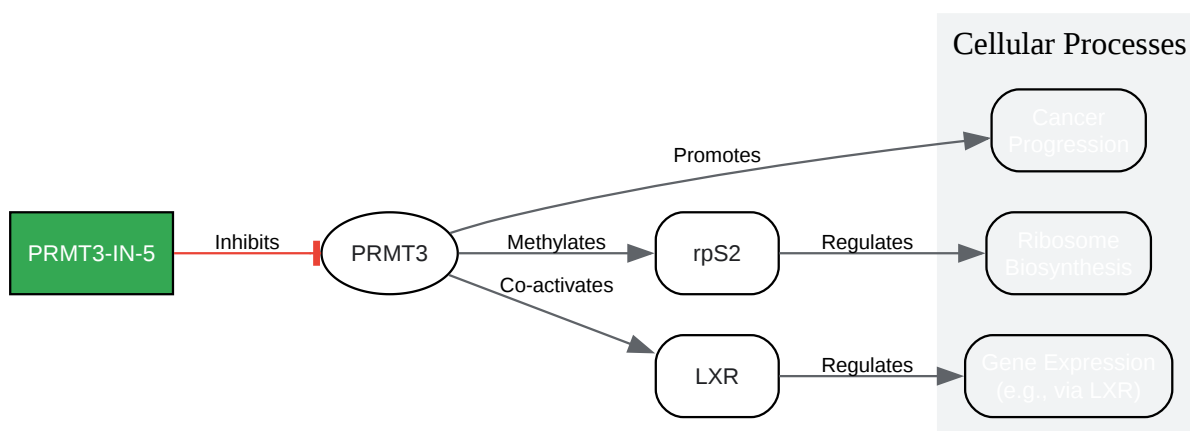 Cellular Processes
Cancer
Progression
Promotes
PRMT3-IN-5
Inhibits
PRMT3
Methylates
rpS2
Regulates
Ribosome
Biosynthesis
Co-activates
LXR
Regulates
Gene Expression
(e.g., via LXR)